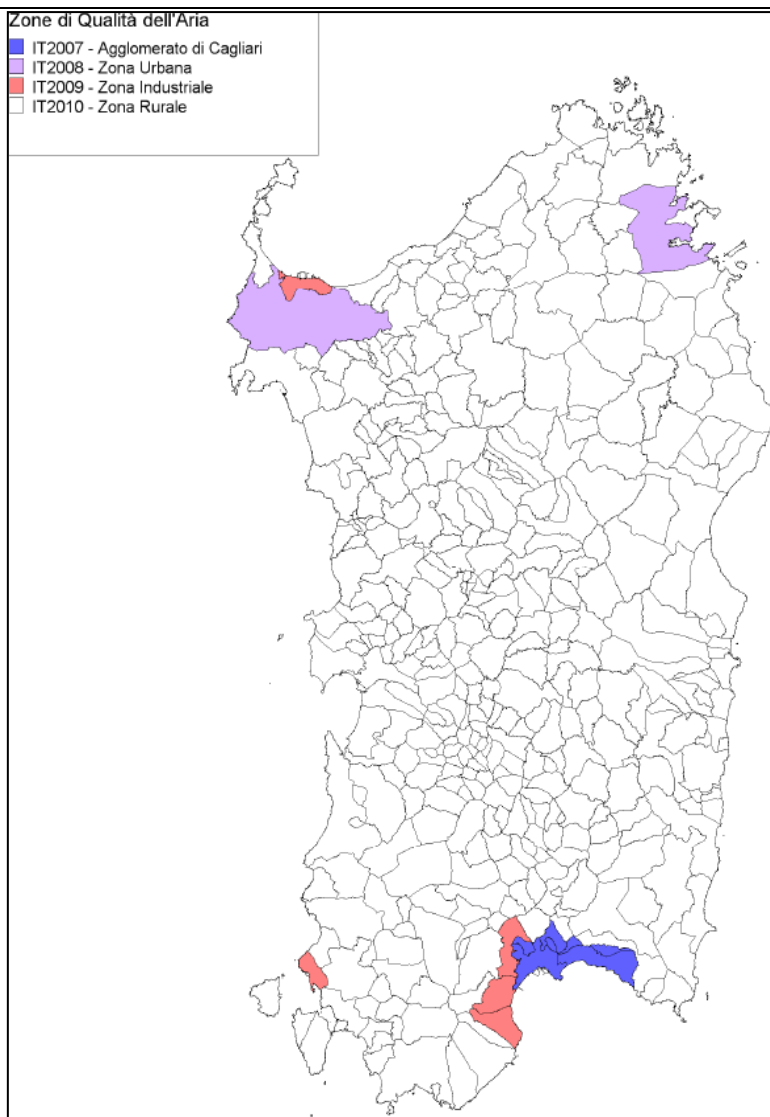 Zone di Qualità dell'Aria
IT2007 - Agglomerato di Cagliari
IT2008 - Zona Urbana
IT2009 - Zona Industriale
IT2010 - Zona Rurale